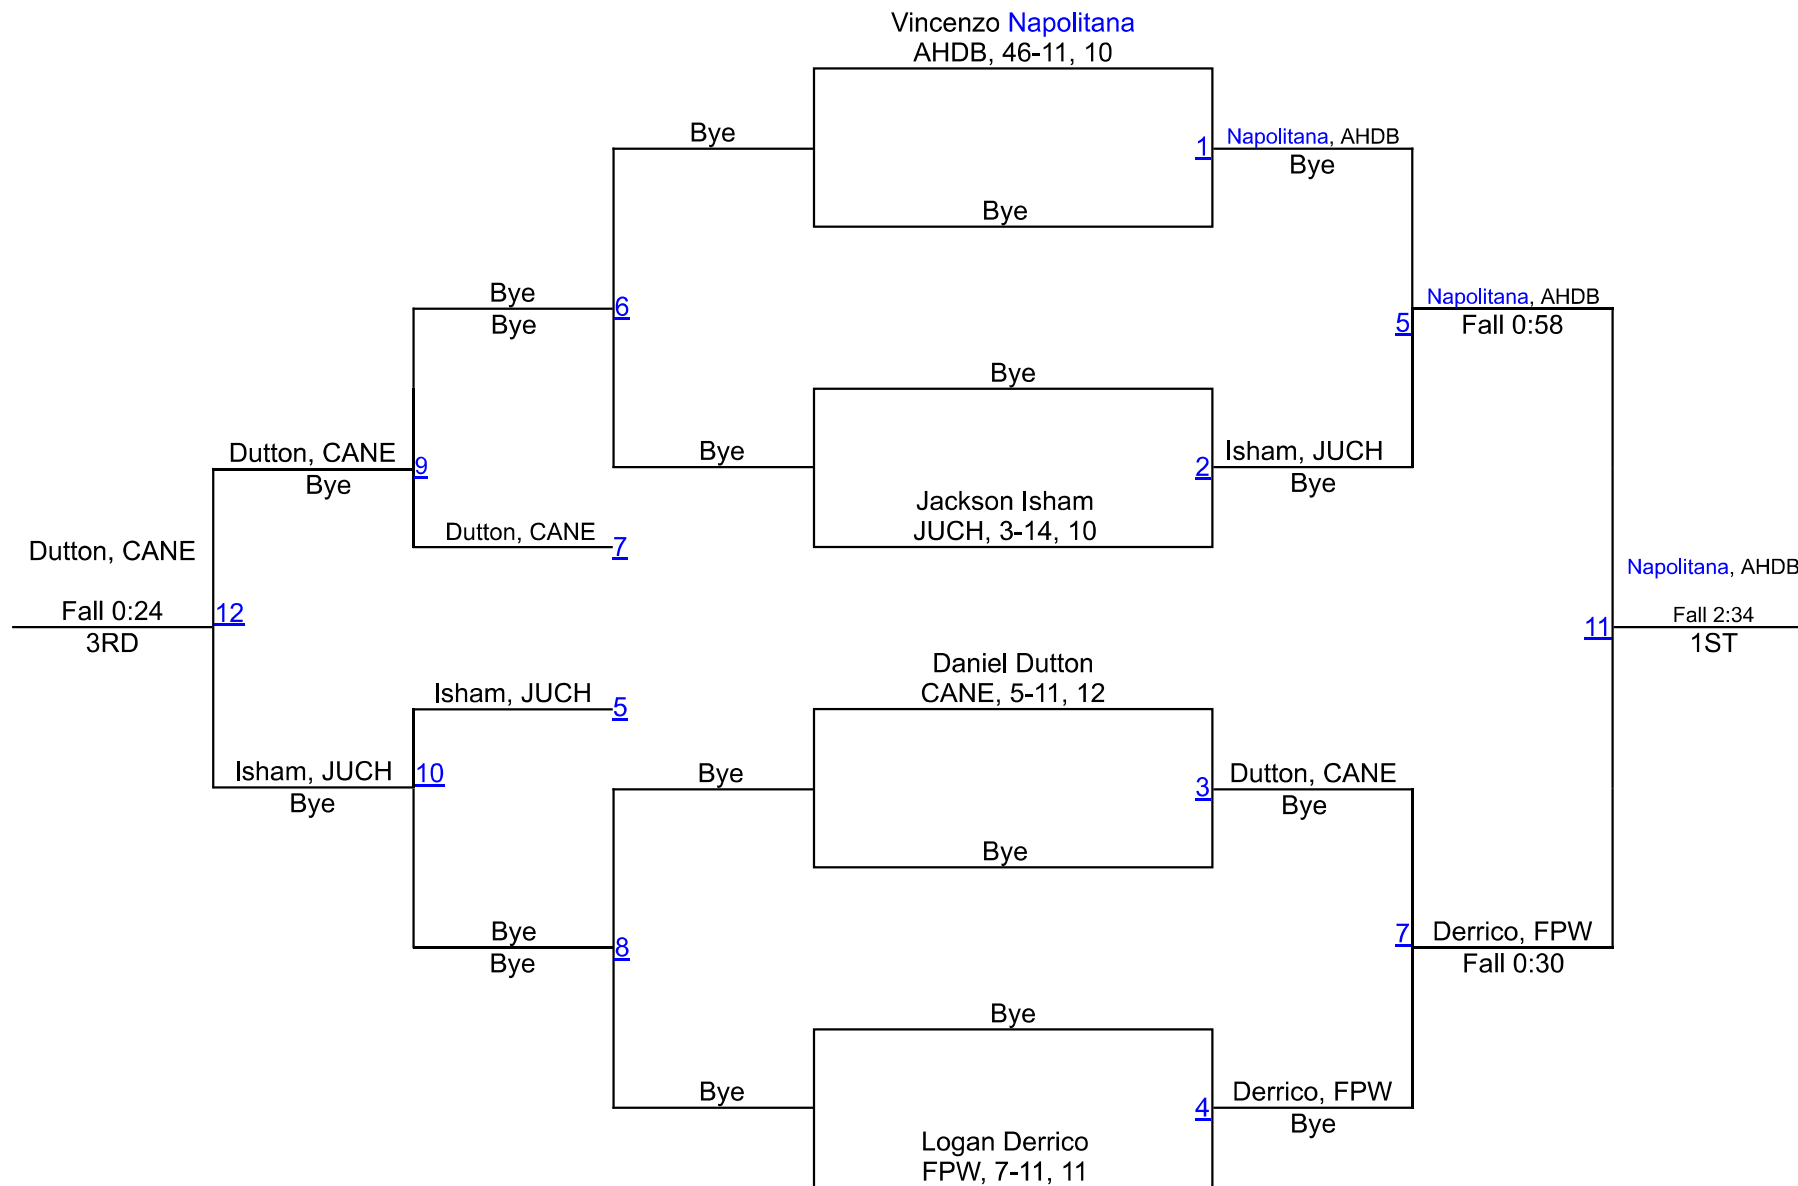 Vincenzo Napolitana
AHDB, 46-11, 10
Bye
1
Napolitana, AHDB
Bye
Bye
Bye
Bye
6
5
Napolitana, AHDB
Fall 0:58
Bye
Dutton, CANE
Bye
9
Bye
2
Isham, JUCH
Bye
Jackson Isham
JUCH, 3-14, 10
Dutton, CANE
7
Dutton, CANE
Fall 0:24
3RD
12
Napolitana, AHDB
Fall 2:34
1ST
11
Daniel Dutton
CANE, 5-11, 12
Isham, JUCH
5
Isham, JUCH
Bye
10
Bye
3
Dutton, CANE
Bye
Bye
Bye
Bye
8
7
Derrico, FPW
Fall 0:30
Bye
Bye
4
Derrico, FPW
Bye
Logan Derrico
FPW, 7-11, 11